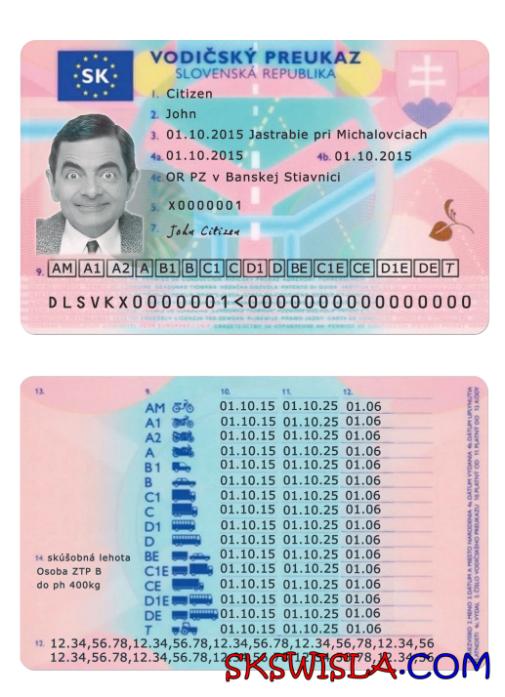 SK
VODIČSKÝ PREUKAZ
SLOVENSKÁ REPUBLIKA
1. Citizen
2. John
3. 01.10.2015 Jastrabie pri Michalovciach
4a. 01.10.2015 4b. 01.10.2015
4c. OR PZ v Banskej Stiavnici
5. X0000001
7. John Citizen
9. AM A1 A2 A B1 B C1 C D1 D BE C1E CE D1E DE T
DLSVKX0000001<0000000000000000
13. 9. 10. 11. 12.
AM 01.10.15 01.10.25 01.06
A1 01.10.15 01.10.25 01.06
A2 01.10.15 01.10.25 01.06
A 01.10.15 01.10.25 01.06
B1 01.10.15 01.10.25 01.06
B 01.10.15 01.10.25 01.06
C1 01.10.15 01.10.25 01.06
C 01.10.15 01.10.25 01.06
D1 01.10.15 01.10.25 01.06
D 01.10.15 01.10.25 01.06
BE 01.10.15 01.10.25 01.06
C1E 01.10.15 01.10.25 01.06
CE 01.10.15 01.10.25 01.06
D1E 01.10.15 01.10.25 01.06
DE 01.10.15 01.10.25 01.06
T 01.10.15 01.10.25 01.06
14 skúšobná lehota
Osoba ZTP B
do ph 400kg
12. 12.34,56.78,12.34,56.78,12.34,56,78,12.34,56
12.34,56.78,12.34,56.78,12.34,56,78,12.34,56
SKSWISLA.COM